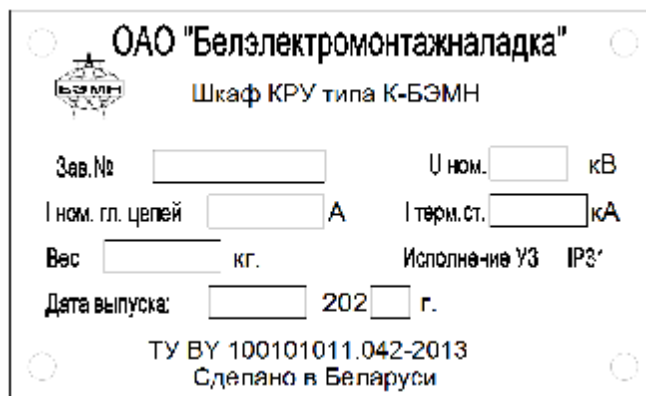 ОАО "Белэлектромонтажналадка"
БЭМН
Шкаф КРУ типа К-БЭМН
Зав.№ U ном. кВ
I ном. гл. цепей А I терм.ст. кА
Вес кг. Исполнение У3 IP31
Дата выпуска: 202 г.
ТУ BY 100101011.042-2013
Сделано в Беларуси